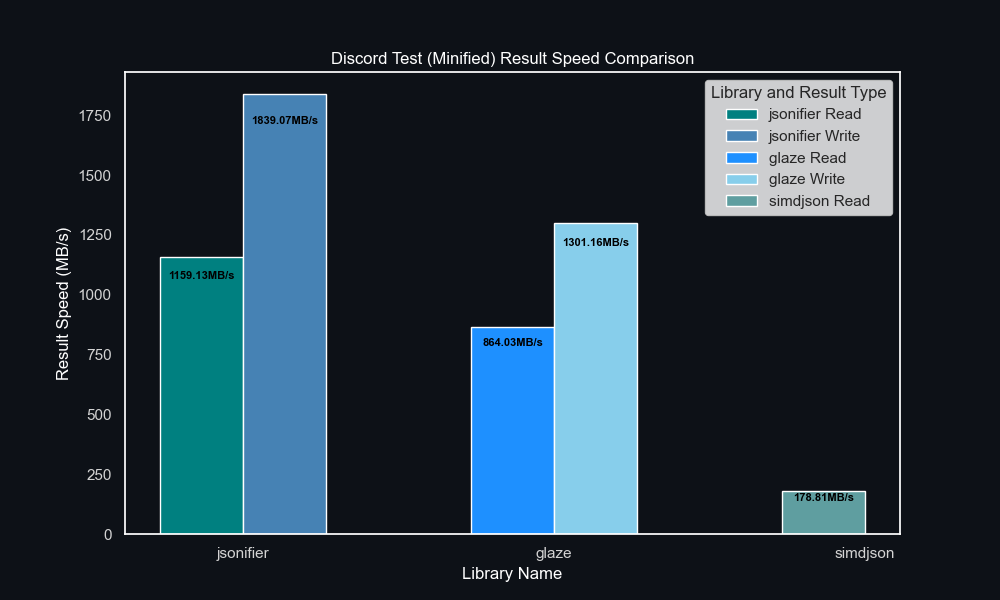 Discord Test (Minified) Result Speed Comparison
Library and Result Type
jsonifier Read
jsonifier Write
glaze Read
glaze Write
simdjson Read
Result Speed (MB/s)
1750
1500
1250
1000
750
500
250
0
1159.13MB/s
1839.07MB/s
864.03MB/s
1301.16MB/s
178.81MB/s
jsonifier
glaze
simdjson
Library Name